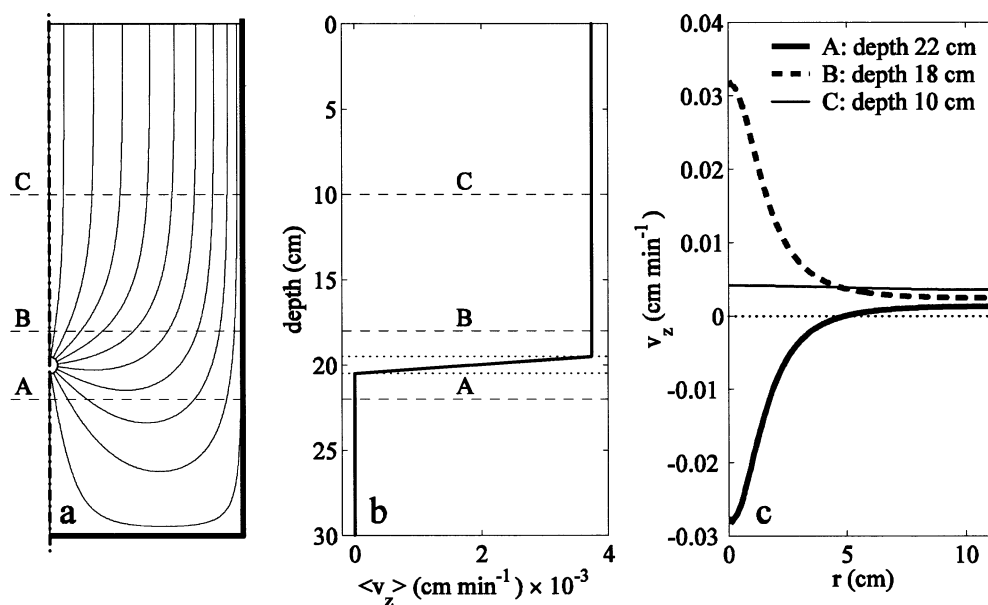 C
B
A
a
0
5
10
15
20
25
30
depth (cm)
C
B
A
b
0
2
4
<v_z> (cm min⁻¹) × 10⁻³
0.04
0.03
0.02
0.01
0
-0.01
-0.02
-0.03
v_z (cm min⁻¹)
A: depth 22 cm
B: depth 18 cm
C: depth 10 cm
c
0
5
10
r (cm)